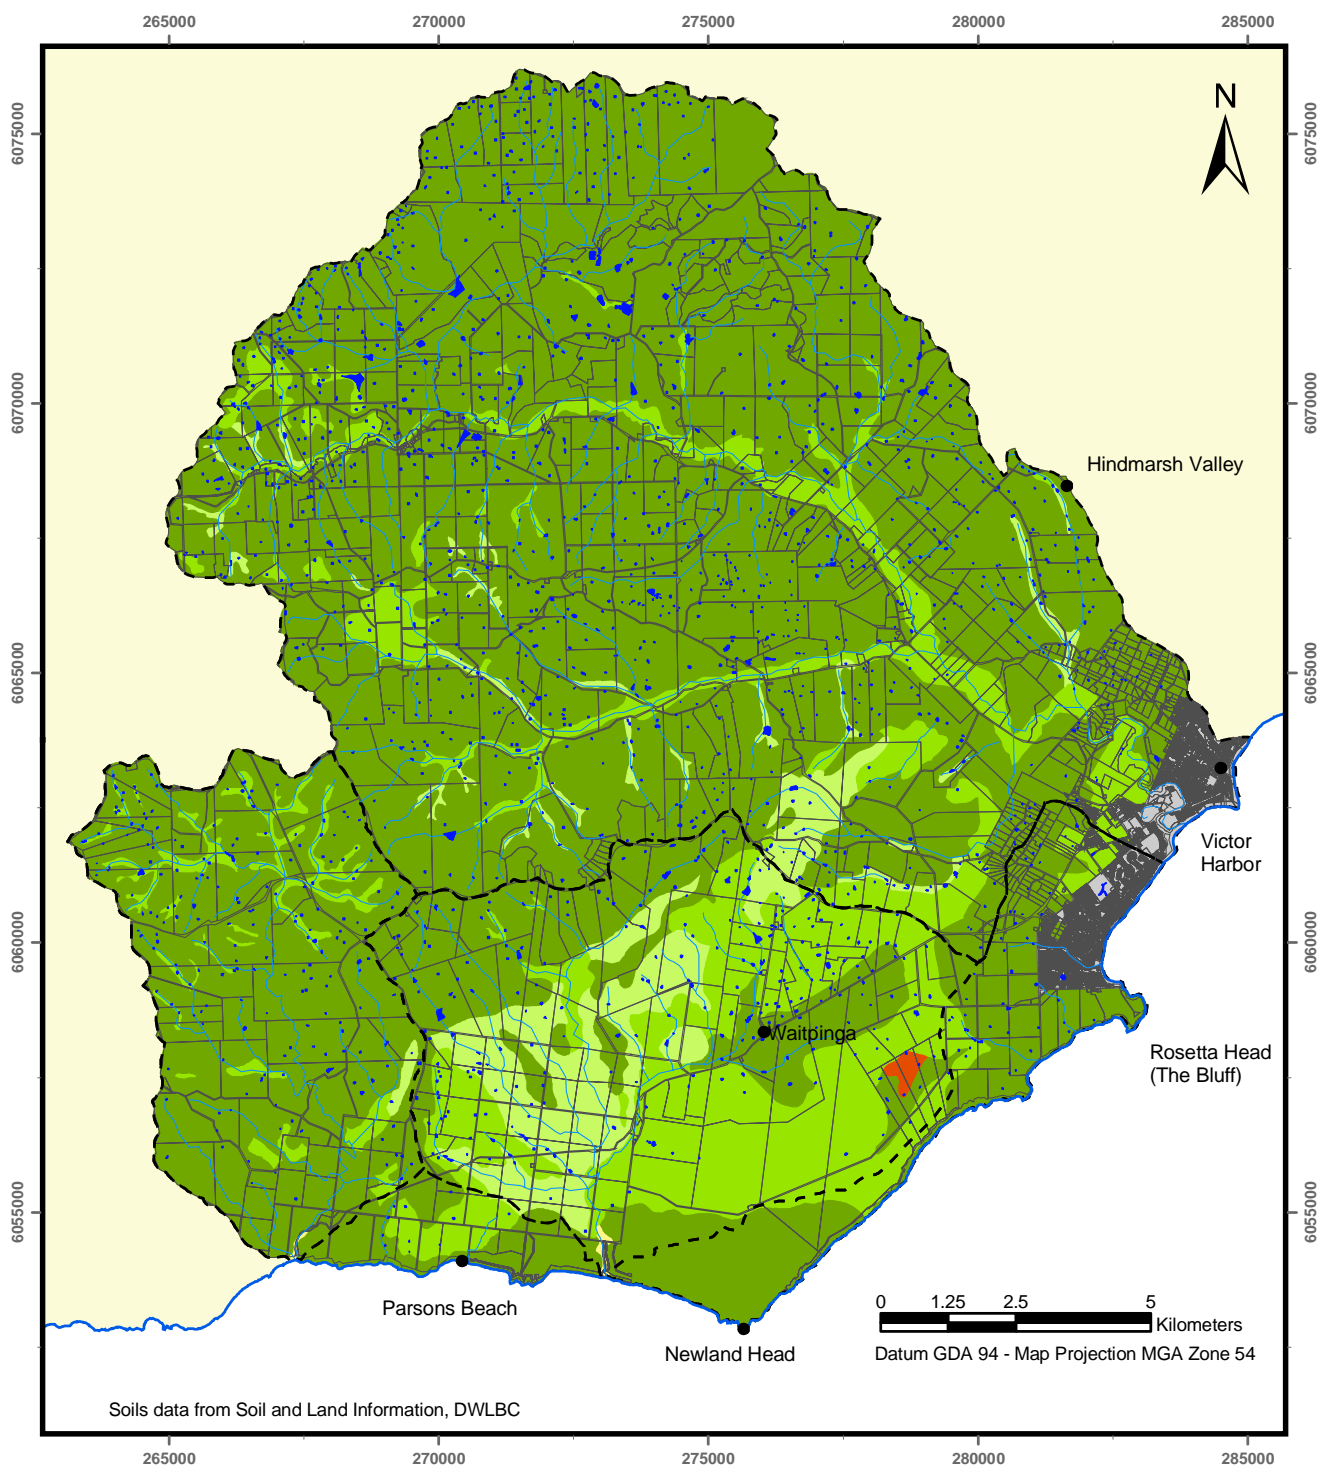 265000 270000 275000 280000 285000
N
6075000 6075000
6070000 6070000
Hindmarsh Valley
6065000 6065000
Victor
Harbor
6060000 6060000
Waitpinga
Rosetta Head
(The Bluff)
6055000 6055000
Parsons Beach
0 1.25 2.5 5
Kilometers
Newland Head
Datum GDA 94 - Map Projection MGA Zone 54
Soils data from Soil and Land Information, DWLBC
265000 270000 275000 280000 285000